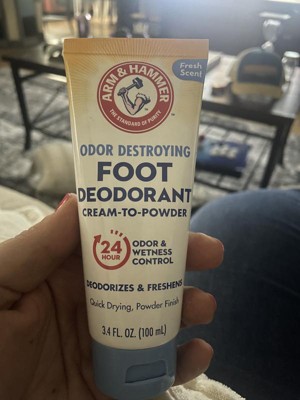 Fresh
Scent
ARM & HAMMER
THE STANDARD OF PURITY
ODOR DESTROYING
FOOT
DEODORANT
CREAM-TO-POWDER
24
HOUR
ODOR &
WETNESS
CONTROL
DEODORIZES & FRESHENS
Quick Drying, Powder Finish
3.4 FL. OZ. (100 mL)